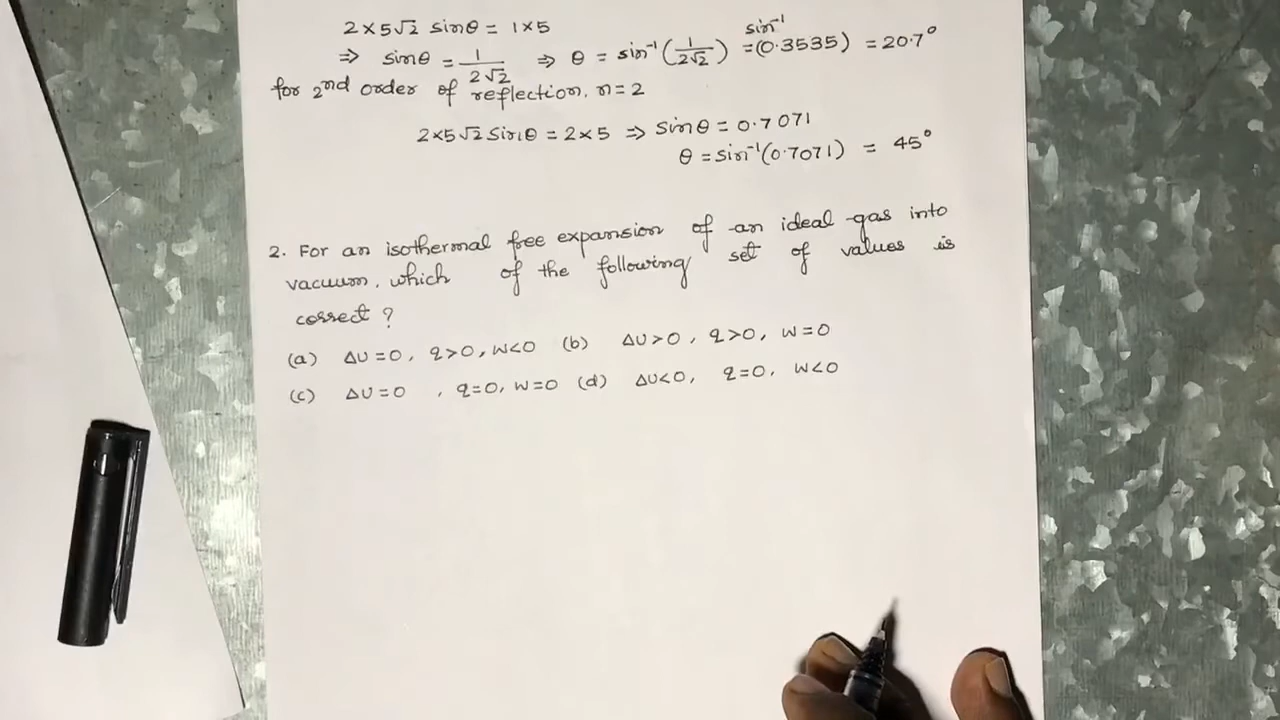 2×5√2 sinθ = 1×5
⇒ sinθ = 1/2√2 ⇒ θ = sin⁻¹(1/2√2) = sin⁻¹(0.3535) = 20.7°
for 2nd order of reflection, n=2
2×5√2 Sinθ = 2×5 ⇒ sinθ = 0.7071
θ = sin⁻¹(0.7071) = 45°
2. For an isothermal free expansion of an ideal gas into
vacuum, which of the following set of values is
correct?
(a) ΔU=0, q>0, W<0 (b) ΔU>0, q>0, W=0
(c) ΔU=0, q=0, W=0 (d) ΔU<0, q=0, W<0